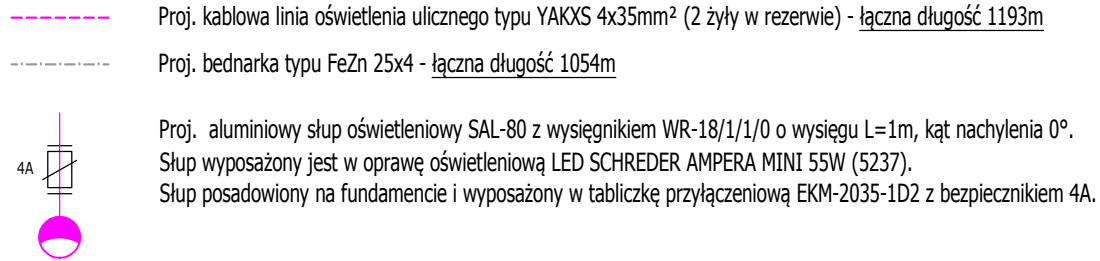 Proj. kablowa linia oświetlenia ulicznego typu YAKXS 4x35mm² (2 żyły w rezerwie) - łączna długość 1193m
Proj. bednarka typu FeZn 25x4 - łączna długość 1054m
Proj. aluminiowy słup oświetleniowy SAL-80 z wysięgnikiem WR-18/1/1/0 o wysięgu L=1m, kąt nachylenia 0°.
4A
Słup wyposażony jest w oprawę oświetleniową LED SCHREDER AMPERA MINI 55W (5237).
Słup posadowiony na fundamencie i wyposażony w tabliczkę przyłączeniową EKM-2035-1D2 z bezpiecznikiem 4A.